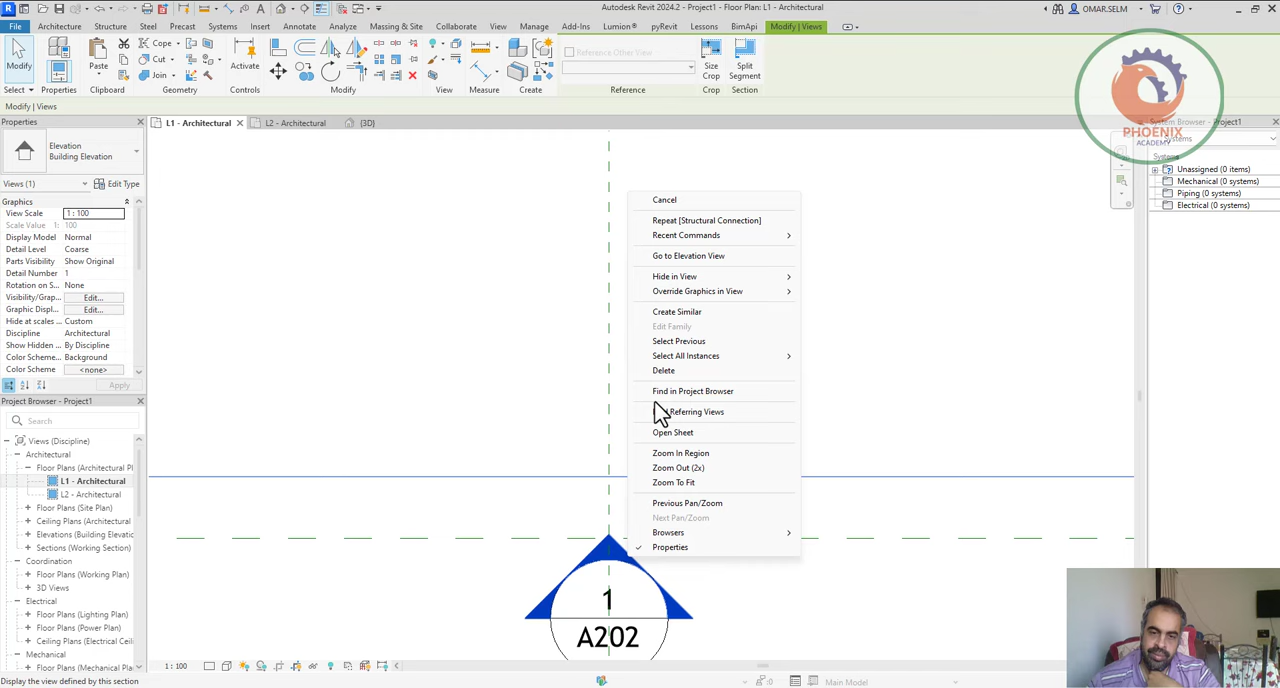 Autodesk Revit 2024.2 - Project1 - Floor Plan: L1 - Architectural
OMAR.SELM
File Architecture Structure Steel Precast Systems Insert Annotate Analyze Massing & Site Collaborate View Manage Add-Ins Lumion® pyRevit Lessons BimApi Modify | Views
Modify
Paste
Cope
Cut
Join
Activate
Reference Other View
Size
Crop
Split
Segment
Select Properties Clipboard Geometry Controls Modify View Measure Create Reference Crop Section
Modify | Views
Properties
L1 - Architectural
L2 - Architectural
{3D}
System Browser - Project1
Systems
Systems
Unassigned (0 items)
Mechanical (0 systems)
Piping (0 systems)
Electrical (0 systems)
PHOENIX
ACADEMY
Elevation
Building Elevation
Views (1)
Edit Type
Graphics
View Scale 1 : 100
Scale Value 1: 100
Display Model Normal
Detail Level Coarse
Parts Visibility Show Original
Detail Number 1
Rotation on S... None
Visibility/Grap... Edit...
Graphic Displ... Edit...
Hide at scales ... Custom
Discipline Architectural
Show Hidden ... By Discipline
Color Scheme... Background
Color Scheme <none>
Apply
Project Browser - Project1
Search
Views (Discipline)
Architectural
Floor Plans (Architectural Pl
L1 - Architectural
L2 - Architectural
Floor Plans (Site Plan)
Ceiling Plans (Architectural
Elevations (Building Elevation
Sections (Working Section)
Coordination
Floor Plans (Working Plan)
3D Views
Electrical
Floor Plans (Lighting Plan)
Floor Plans (Power Plan)
Ceiling Plans (Electrical Ceil
Mechanical
Floor Plans (Mechanical Pla
Cancel
Repeat [Structural Connection]
Recent Commands
Go to Elevation View
Hide in View
Override Graphics in View
Create Similar
Edit Family
Select Previous
Select All Instances
Delete
Find in Project Browser
Referring Views
Open Sheet
Zoom In Region
Zoom Out (2x)
Zoom To Fit
Previous Pan/Zoom
Next Pan/Zoom
Browsers
Properties
1
A202
1 : 100
Display the view defined by this section
:0
Main Model